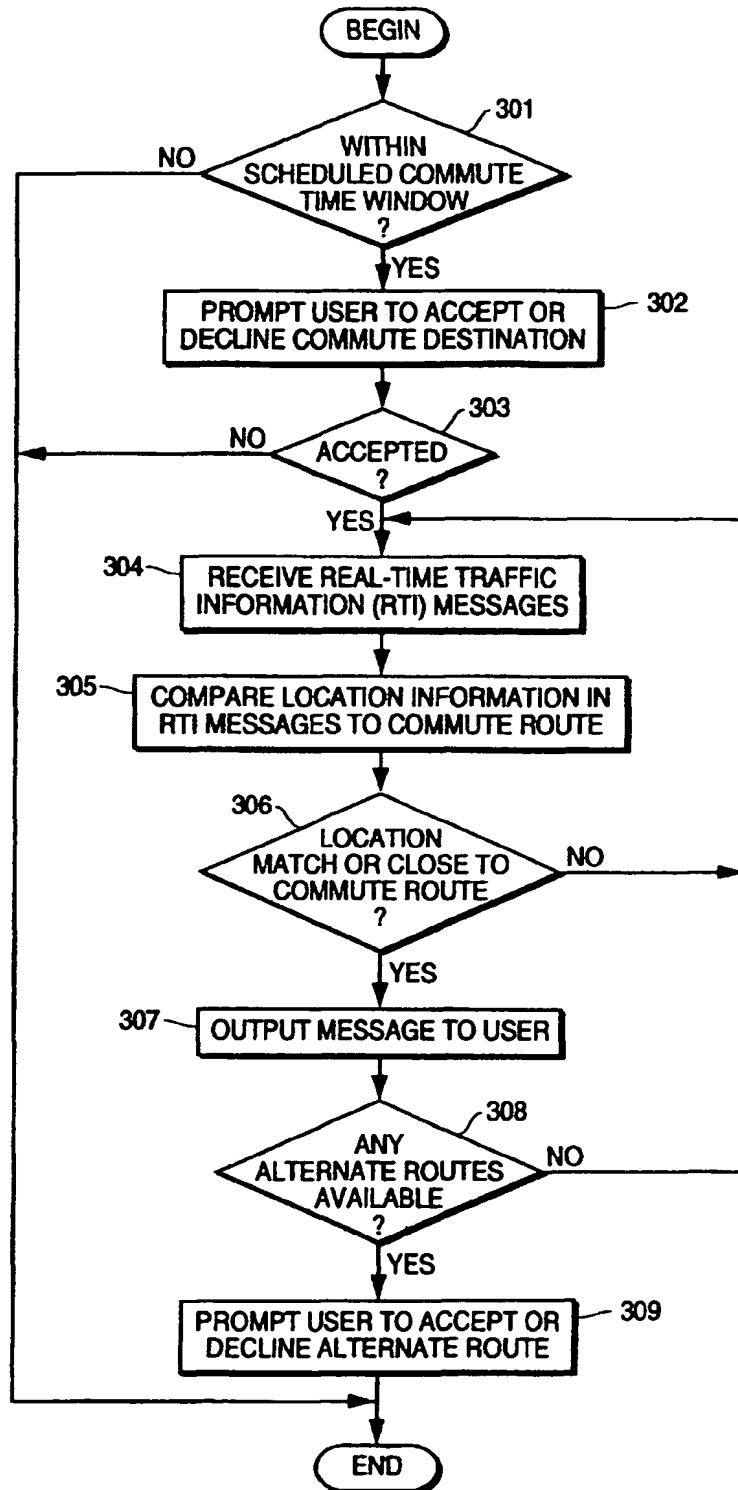 BEGIN
301
WITHIN
SCHEDULED COMMUTE
TIME WINDOW
?
NO
YES
PROMPT USER TO ACCEPT OR
DECLINE COMMUTE DESTINATION
302
303
ACCEPTED
?
NO
YES
304
RECEIVE REAL-TIME TRAFFIC
INFORMATION (RTI) MESSAGES
305
COMPARE LOCATION INFORMATION IN
RTI MESSAGES TO COMMUTE ROUTE
306
LOCATION
MATCH OR CLOSE TO
COMMUTE ROUTE
?
NO
YES
307
OUTPUT MESSAGE TO USER
308
ANY
ALTERNATE ROUTES
AVAILABLE
?
NO
YES
PROMPT USER TO ACCEPT OR
DECLINE ALTERNATE ROUTE
309
END